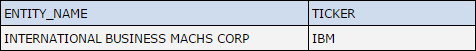 ENTITY_NAME TICKER
INTERNATIONAL BUSINESS MACHS CORP IBM